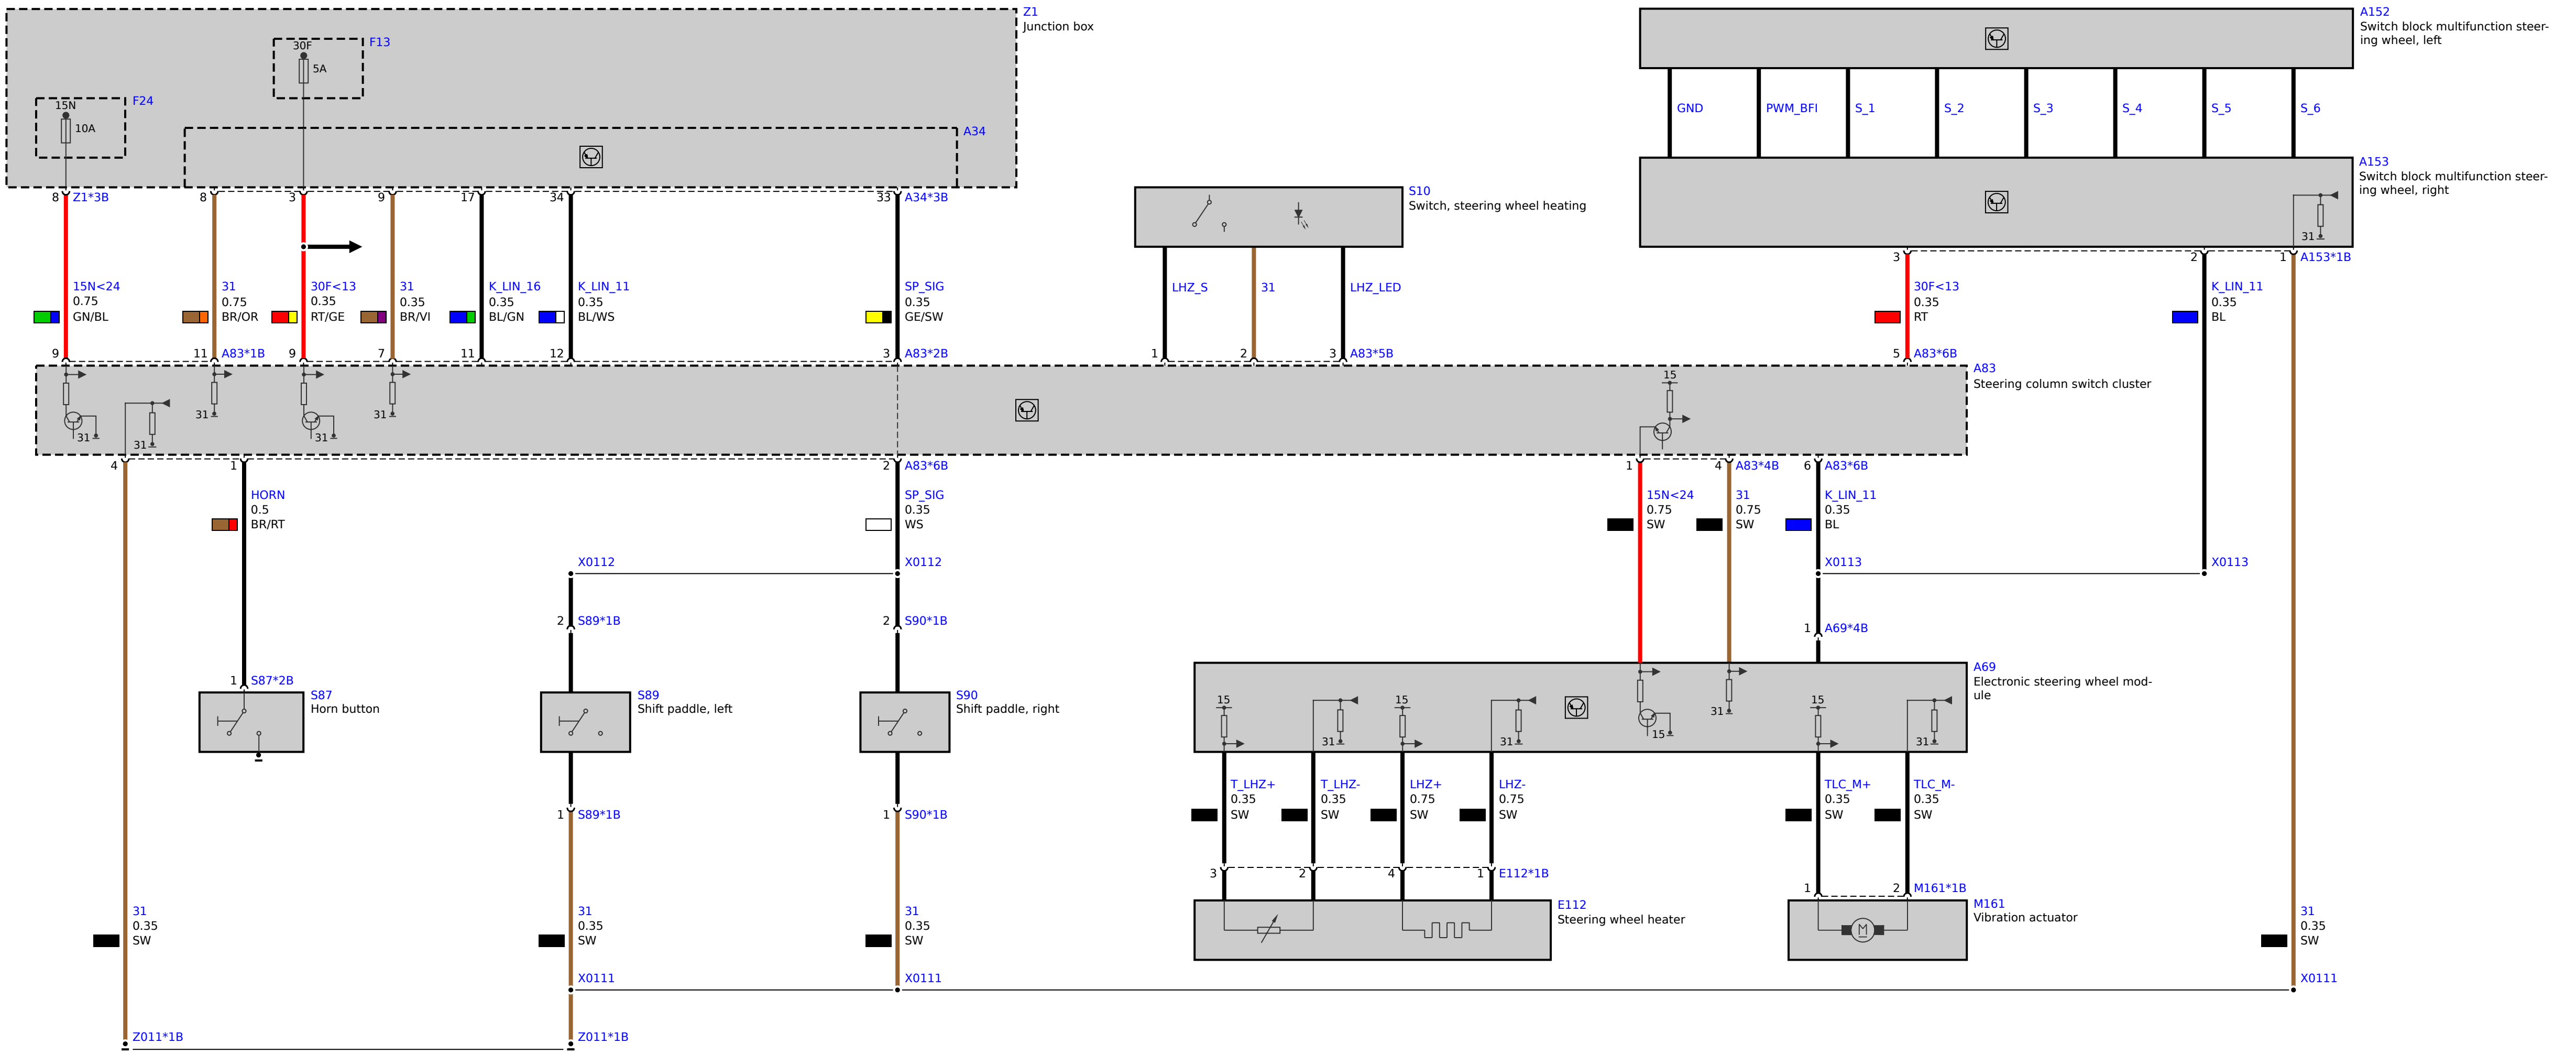 Z1
Junction box
F13
30F
5A
F24
15N
10A
A34
A152
Switch block multifunction steer-
ing wheel, left
GND
PWM_BFI
S_1
S_2
S_3
S_4
S_5
S_6
A153
Switch block multifunction steer-
ing wheel, right
31
8
Z1*3B
8
3
9
17
34
33
A34*3B
S10
Switch, steering wheel heating
3
2
1
A153*1B
15N<24
0.75
GN/BL
31
0.75
BR/OR
30F<13
0.35
RT/GE
31
0.35
BR/VI
K_LIN_16
0.35
BL/GN
K_LIN_11
0.35
BL/WS
SP_SIG
0.35
GE/SW
LHZ_S
31
LHZ_LED
30F<13
0.35
RT
K_LIN_11
0.35
BL
9
11
A83*1B
9
7
11
12
3
A83*2B
1
2
3
A83*5B
5
A83*6B
A83
Steering column switch cluster
31
31
31
31
31
15
4
1
2
A83*6B
1
4
A83*4B
6
A83*6B
HORN
0.5
BR/RT
SP_SIG
0.35
WS
15N<24
0.75
SW
31
0.75
SW
K_LIN_11
0.35
BL
X0112
X0112
X0113
X0113
2
S89*1B
2
S90*1B
1
A69*4B
1
S87*2B
S87
Horn button
S89
Shift paddle, left
S90
Shift paddle, right
A69
Electronic steering wheel mod-
ule
15
31
15
31
15
31
15
31
T_LHZ+
0.35
SW
T_LHZ-
0.35
SW
LHZ+
0.75
SW
LHZ-
0.75
SW
TLC_M+
0.35
SW
TLC_M-
0.35
SW
1
S89*1B
1
S90*1B
3
2
4
1
E112*1B
1
2
M161*1B
E112
Steering wheel heater
M161
Vibration actuator
M
31
0.35
SW
31
0.35
SW
31
0.35
SW
31
0.35
SW
X0111
X0111
X0111
Z011*1B
Z011*1B